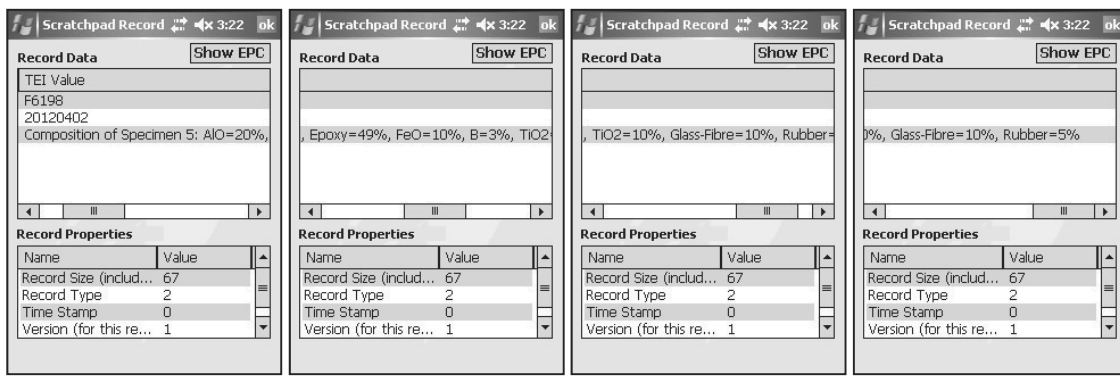 Scratchpad Record 3:22 ok
Record Data Show EPC
TEI Value
F6198
20120402
Composition of Specimen 5: AlO=20%,
Record Properties
Name Value
Record Size (includ... 67
Record Type 2
Time Stamp 0
Version (for this re... 1
Scratchpad Record 3:22 ok
Record Data Show EPC
, Epoxy=49%, FeO=10%, B=3%, TiO2=
Record Properties
Name Value
Record Size (includ... 67
Record Type 2
Time Stamp 0
Version (for this re... 1
Scratchpad Record 3:22 ok
Record Data Show EPC
, TiO2=10%, Glass-Fibre=10%, Rubber=
Record Properties
Name Value
Record Size (includ... 67
Record Type 2
Time Stamp 0
Version (for this re... 1
Scratchpad Record 3:22 ok
Record Data Show EPC
0%, Glass-Fibre=10%, Rubber=5%
Record Properties
Name Value
Record Size (includ... 67
Record Type 2
Time Stamp 0
Version (for this re... 1